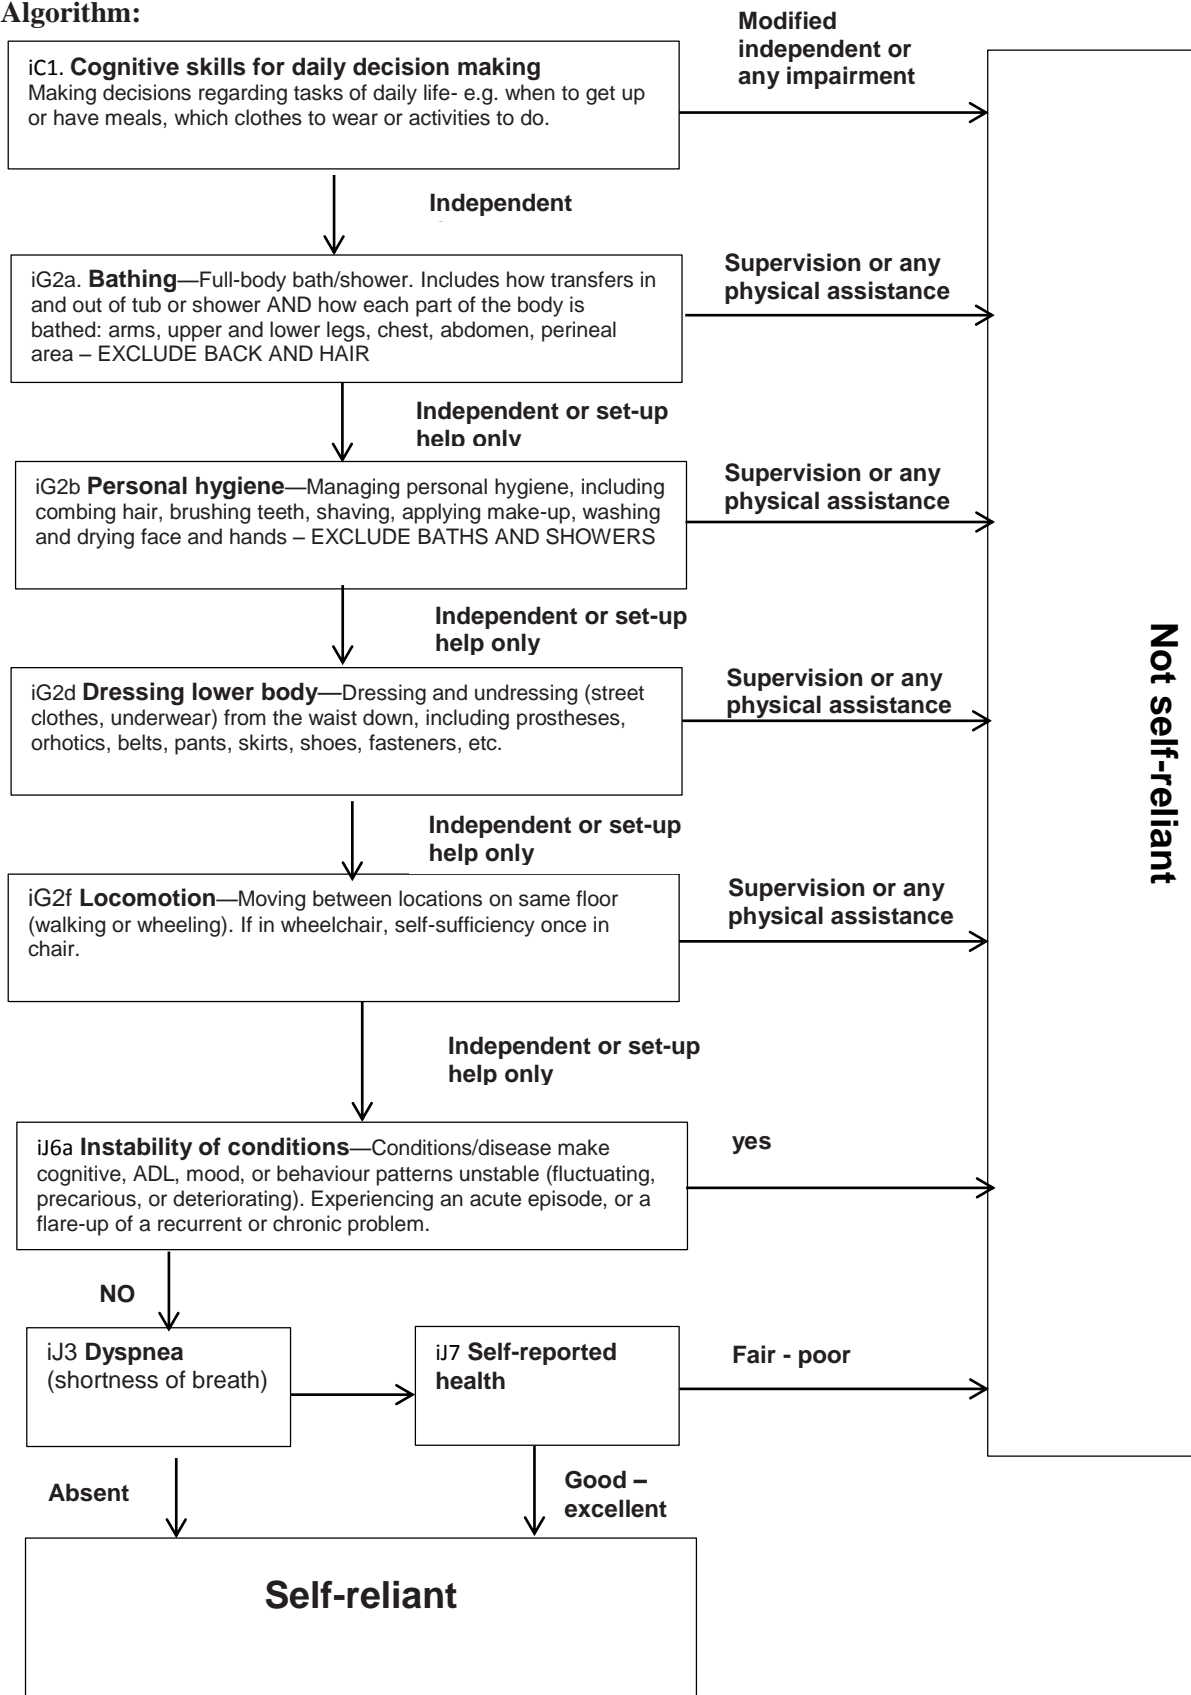 Algorithm:
Modified
independent or
any impairment
iC1. Cognitive skills for daily decision making
Making decisions regarding tasks of daily life- e.g. when to get up
or have meals, which clothes to wear or activities to do.
Independent
iG2a. Bathing—Full-body bath/shower. Includes how transfers in
and out of tub or shower AND how each part of the body is
bathed: arms, upper and lower legs, chest, abdomen, perineal
area – EXCLUDE BACK AND HAIR
Supervision or any
physical assistance
Independent or set-up
help only
iG2b Personal hygiene—Managing personal hygiene, including
combing hair, brushing teeth, shaving, applying make-up, washing
and drying face and hands – EXCLUDE BATHS AND SHOWERS
Supervision or any
physical assistance
Independent or set-up
help only
iG2d Dressing lower body—Dressing and undressing (street
clothes, underwear) from the waist down, including prostheses,
orhotics, belts, pants, skirts, shoes, fasteners, etc.
Supervision or any
physical assistance
Independent or set-up
help only
iG2f Locomotion—Moving between locations on same floor
(walking or wheeling). If in wheelchair, self-sufficiency once in
chair.
Supervision or any
physical assistance
Independent or set-up
help only
iJ6a Instability of conditions—Conditions/disease make
cognitive, ADL, mood, or behaviour patterns unstable (fluctuating,
precarious, or deteriorating). Experiencing an acute episode, or a
flare-up of a recurrent or chronic problem.
yes
NO
iJ3 Dyspnea
(shortness of breath)
iJ7 Self-reported
health
Fair - poor
Absent
Good –
excellent
Self-reliant
Not self-reliant